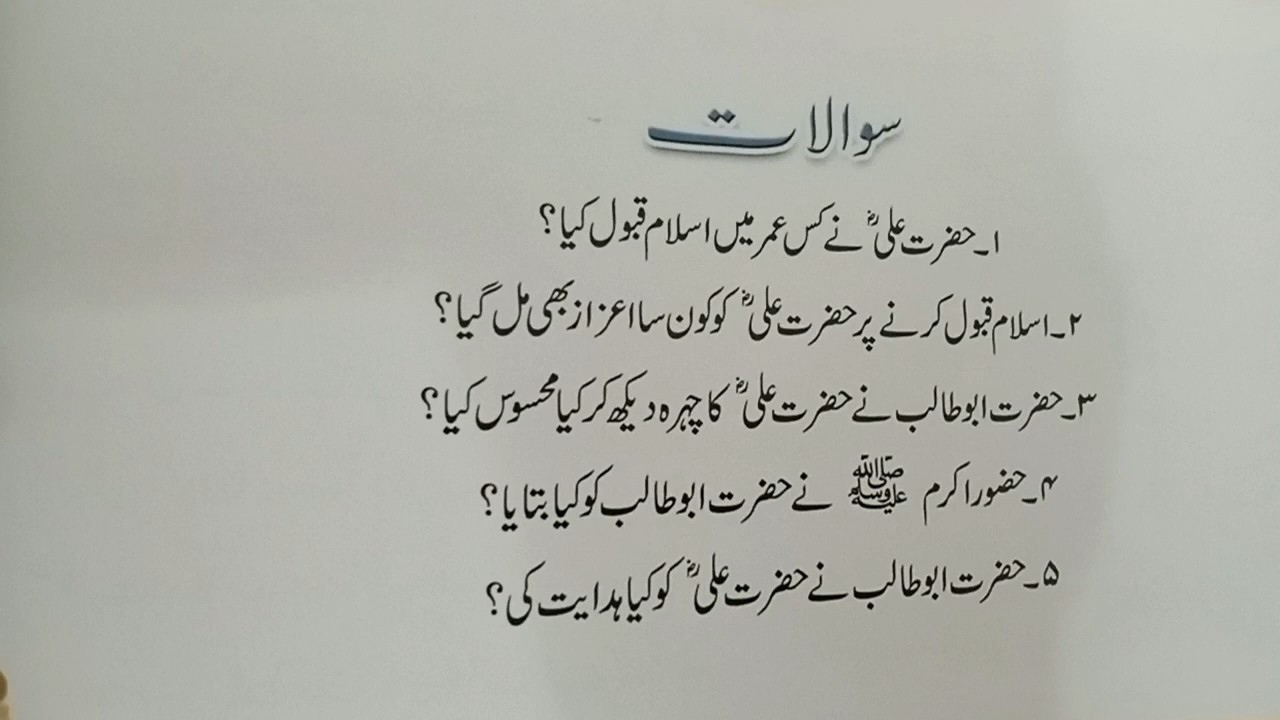 سوالات
۱۔حضرت علیؓ نے کس عمر میں اسلام قبول کیا؟
۲۔اسلام قبول کرنے پر حضرت علیؓ کو کون سا اعزاز بھی مل گیا؟
۳۔حضرت ابوطالب نے حضرت علیؓ کا چہرہ دیکھ کر کیا محسوس کیا؟
۴۔حضور اکرم ﷺ نے حضرت ابوطالب کو کیا بتایا؟
۵۔حضرت ابوطالب نے حضرت علیؓ کو کیا ہدایت کی؟